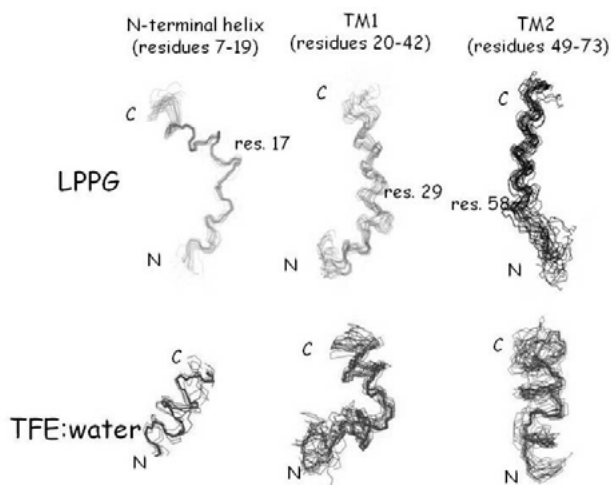 N-terminal helix
(residues 7-19)
TM1
(residues 20-42)
TM2
(residues 49-73)
LPPG
C
res. 17
N
C
res. 29
N
C
res. 58
N
TFE:water
C
N
C
N
C
N